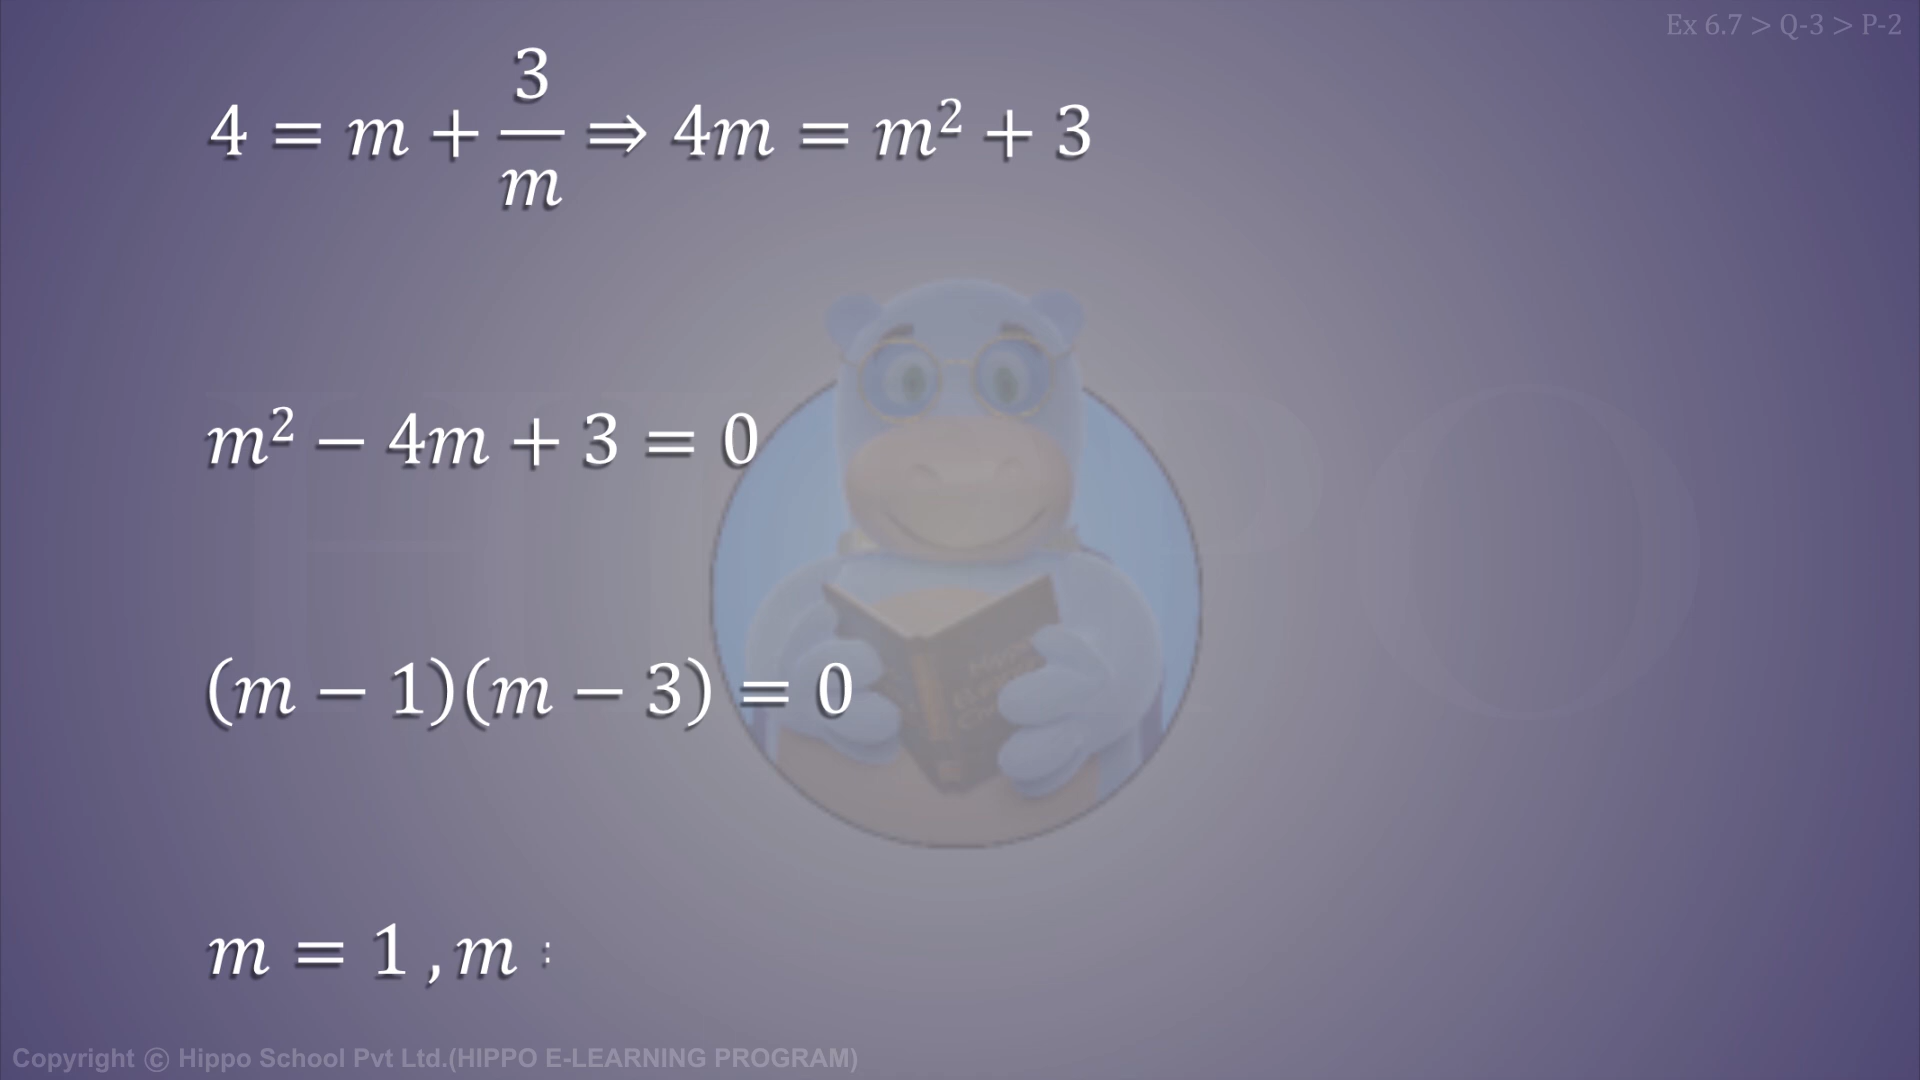 Ex 6.7 > Q-3 > P-2
4 = m + 3/m ⇒ 4m = m² + 3
m² − 4m + 3 = 0
(m − 1)(m − 3) = 0
m = 1 , m
Copyright © Hippo School Pvt Ltd.(HIPPO E-LEARNING PROGRAM)